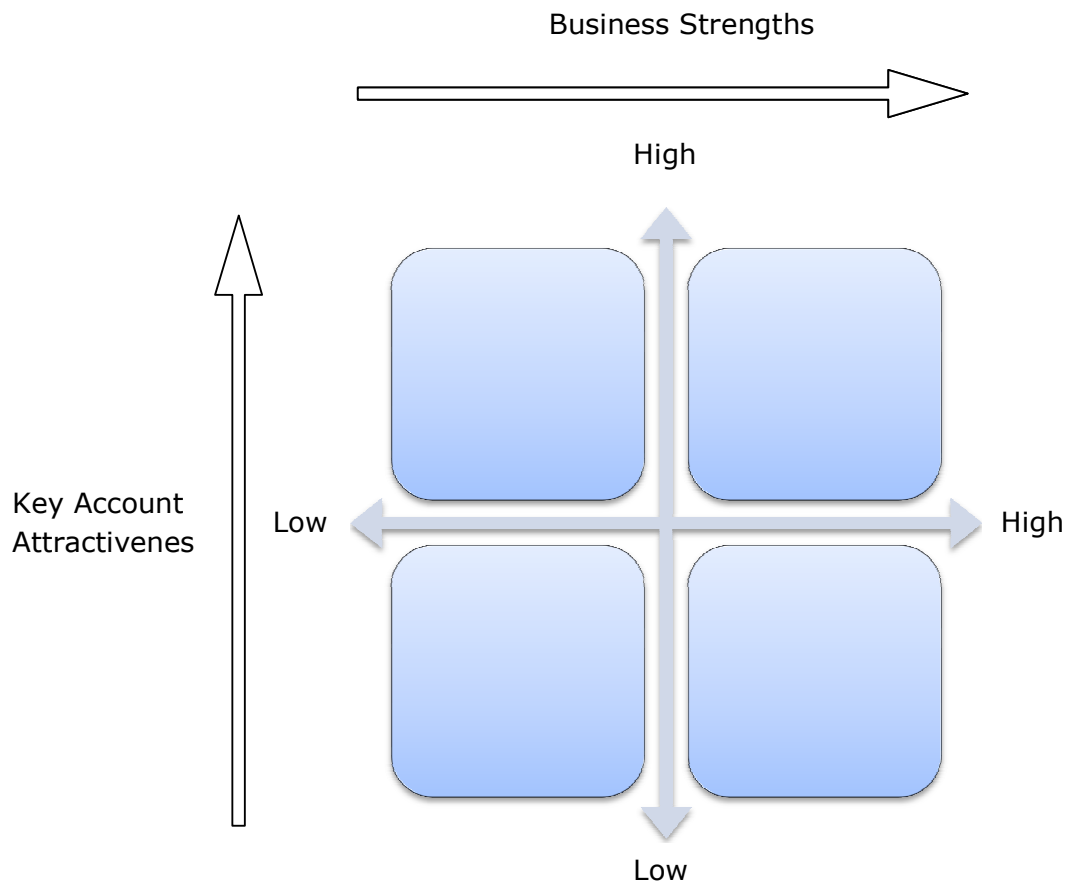 Business Strengths
High
Key Account
Attractivenes
Low
High
Low